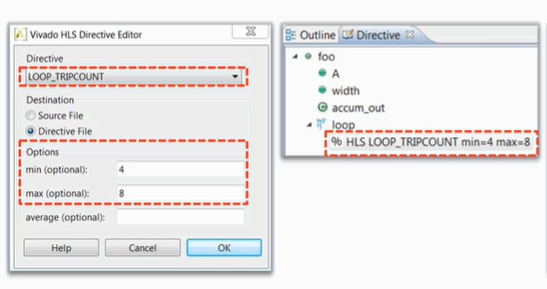 Vivado HLS Directive Editor
Directive
LOOP_TRIPCOUNT
Destination
Source File
Directive File
Options
min (optional):
4
max (optional):
8
average (optional):
Help
Cancel
OK
Outline
Directive
foo
A
width
accum_out
loop
% HLS LOOP_TRIPCOUNT min=4 max=8